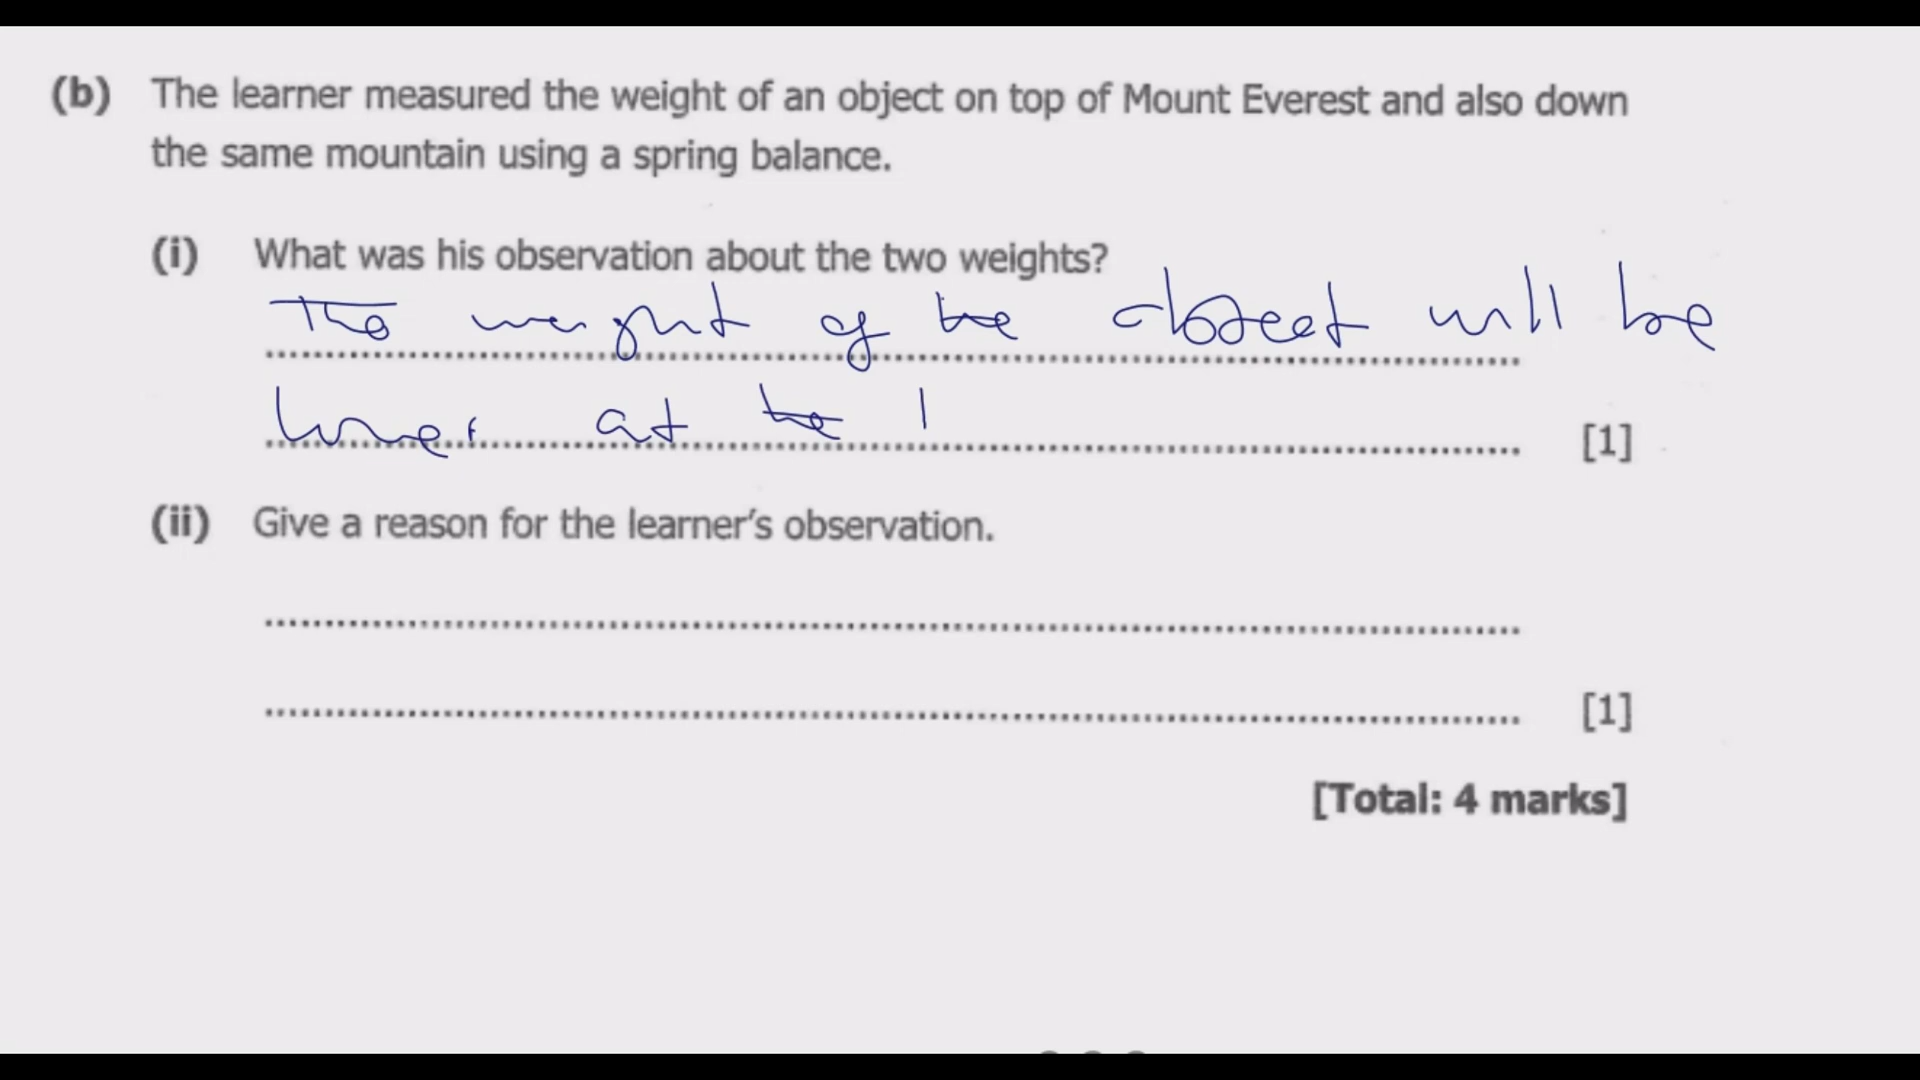 (b) The learner measured the weight of an object on top of Mount Everest and also down
the same mountain using a spring balance.
(i) What was his observation about the two weights?
The weight of the object will be
lower at the l
[1]
(ii) Give a reason for the learner's observation.
[1]
[Total: 4 marks]